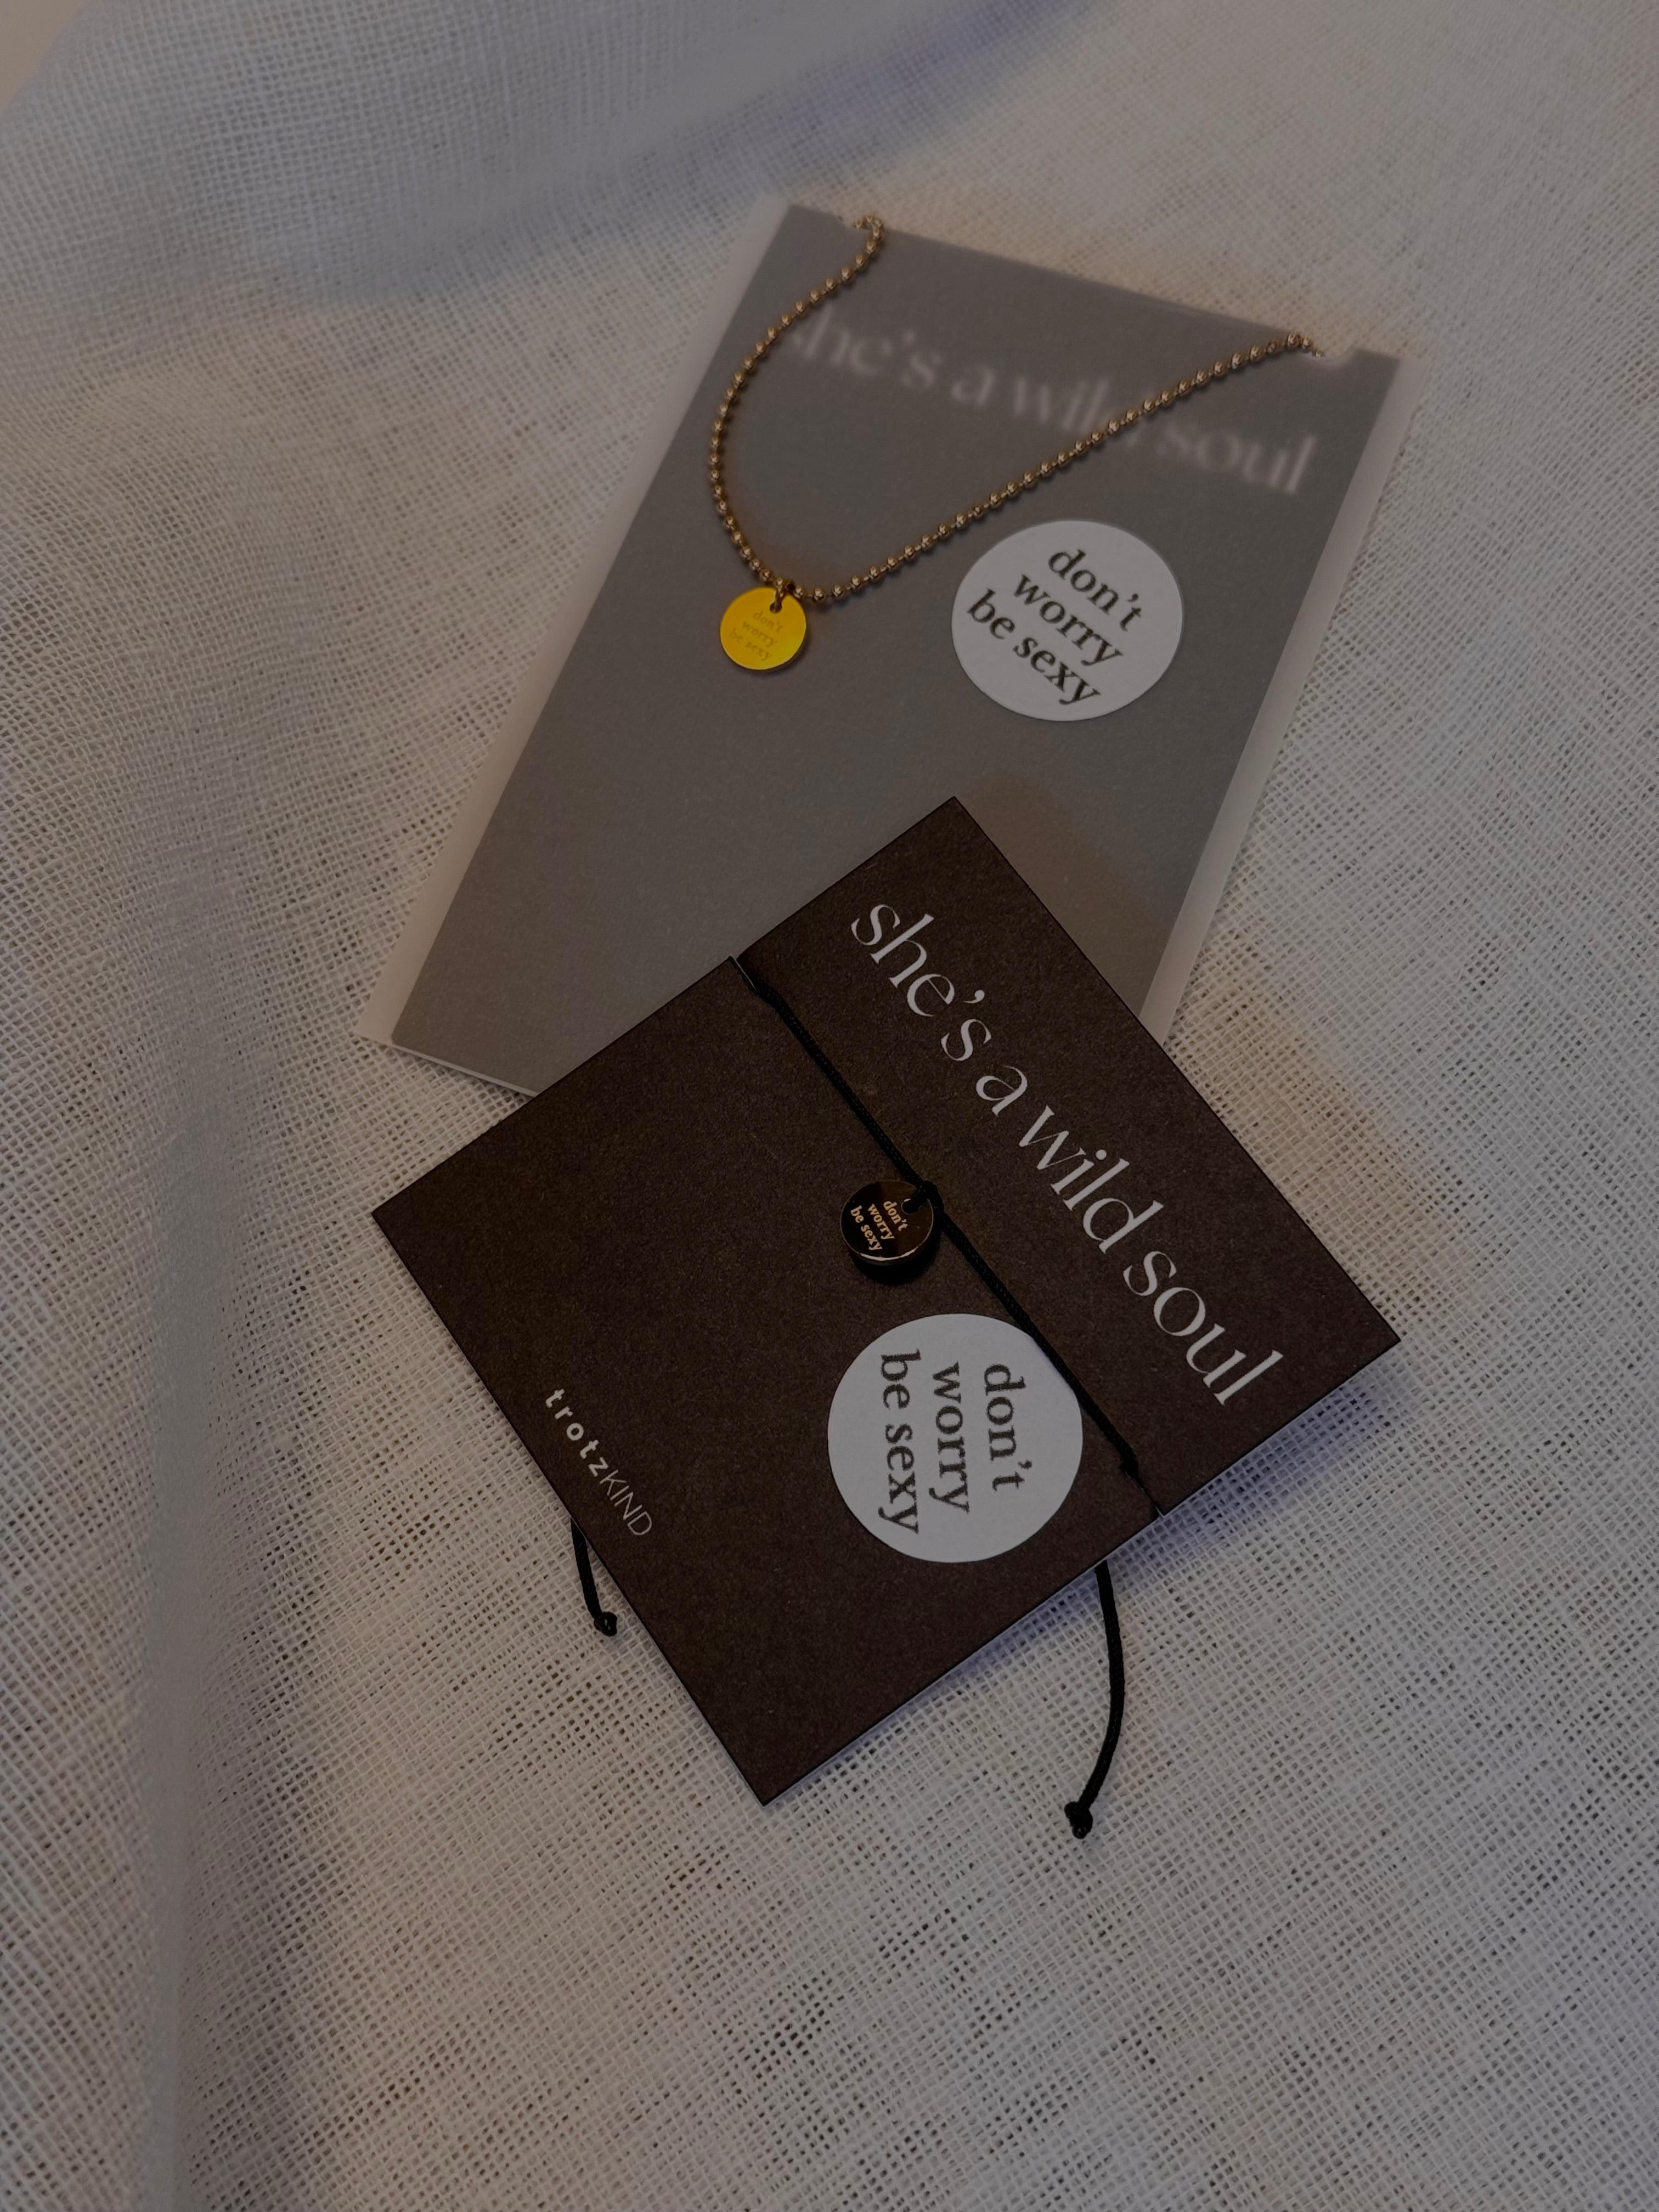 she's a wild soul
don't
worry
be sexy
don't
worry
be sexy
she's a wild soul
don't
worry
be sexy
don't
worry
be sexy
trotzKIND